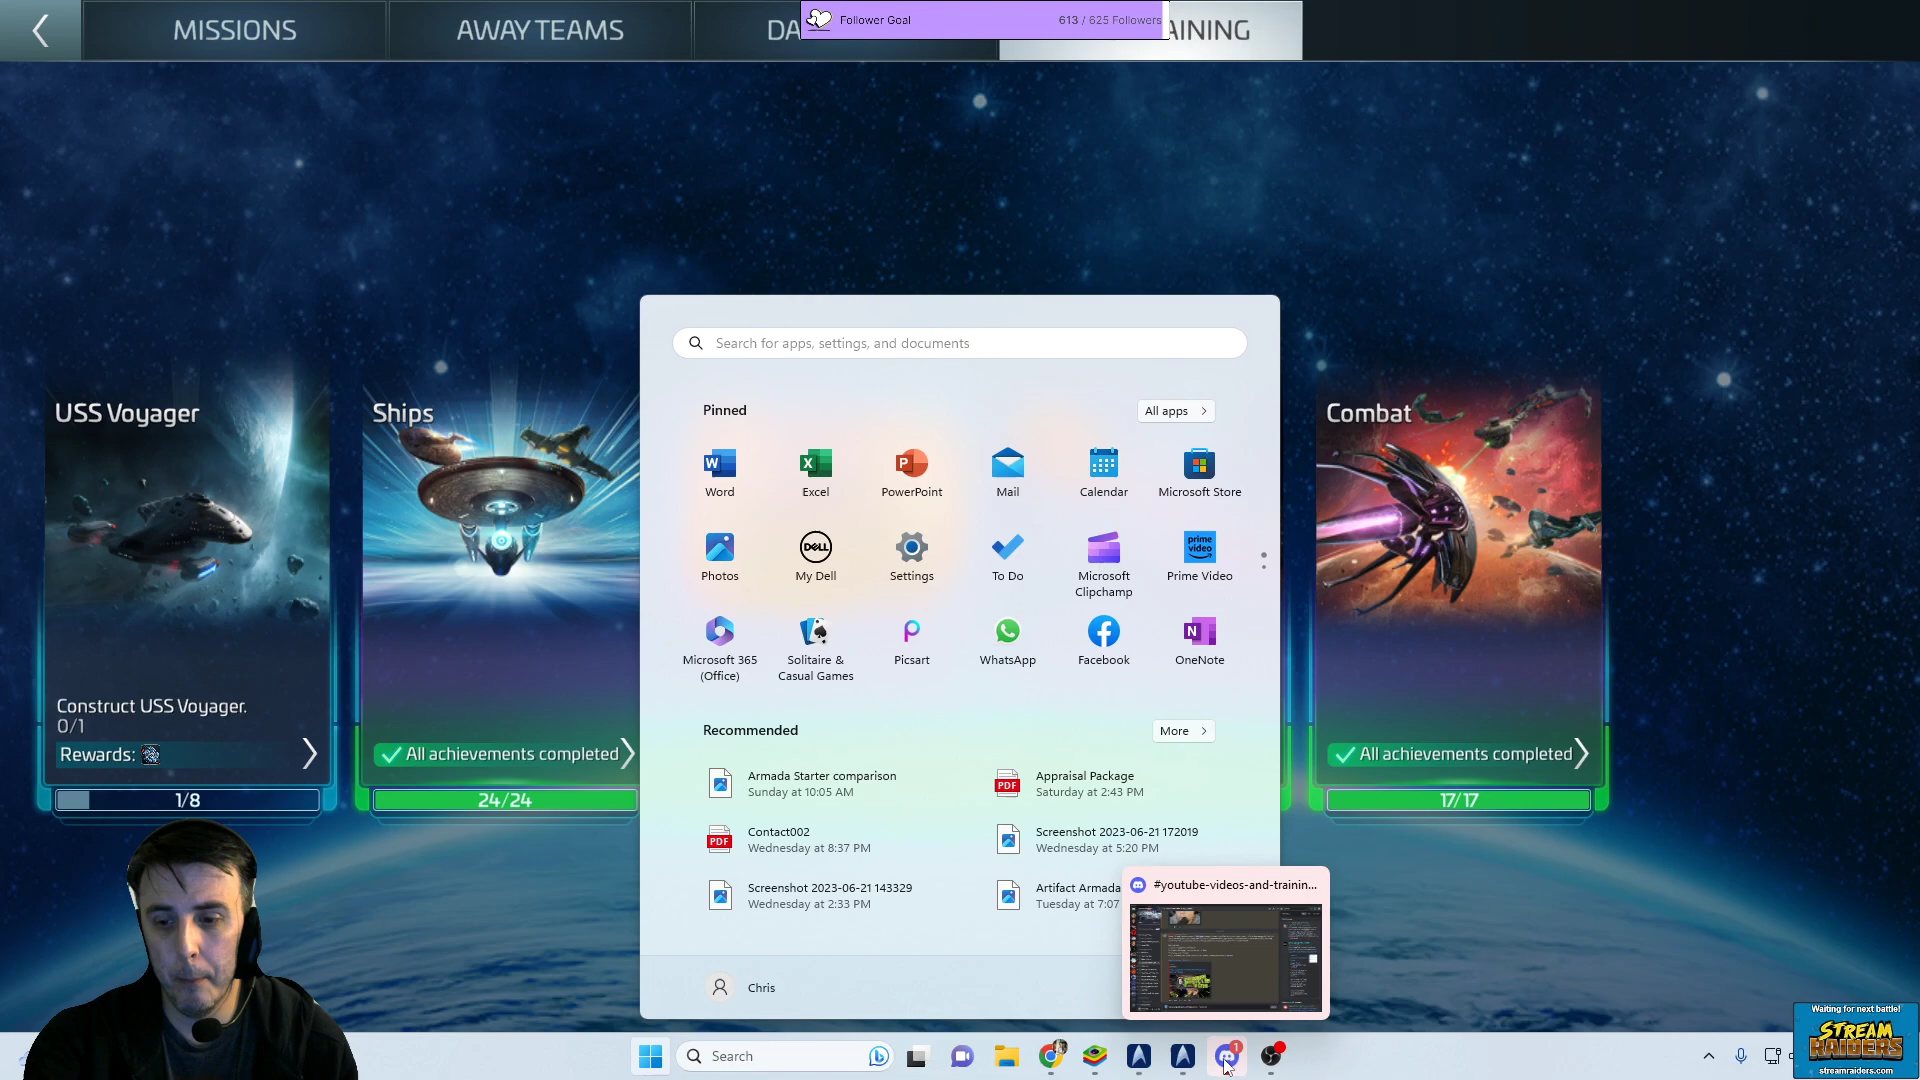 MISSIONS
AWAY TEAMS
DA
Follower Goal
613 / 625 Followers
AINING
USS Voyager
Ships
Combat
Construct USS Voyager.
0/1
Rewards:
1/8
All achievements completed
24/24
All achievements completed
17/17
Search for apps, settings, and documents
Pinned
All apps
Word
Excel
PowerPoint
Mail
Calendar
Microsoft Store
Photos
DELL
My Dell
Settings
To Do
Microsoft
Clipchamp
prime
video
Prime Video
Microsoft 365
(Office)
Solitaire &
Casual Games
Picsart
WhatsApp
Facebook
OneNote
Recommended
More
Armada Starter comparison
Sunday at 10:05 AM
PDF
Appraisal Package
Saturday at 2:43 PM
PDF
Contact002
Wednesday at 8:37 PM
Screenshot 2023-06-21 172019
Wednesday at 5:20 PM
Screenshot 2023-06-21 143329
Wednesday at 2:33 PM
Artifact Armada
Tuesday at 7:07
#youtube-videos-and-trainin...
Chris
Search
1
Waiting for next battle!
STREAM
RAIDERS
streamraiders.com